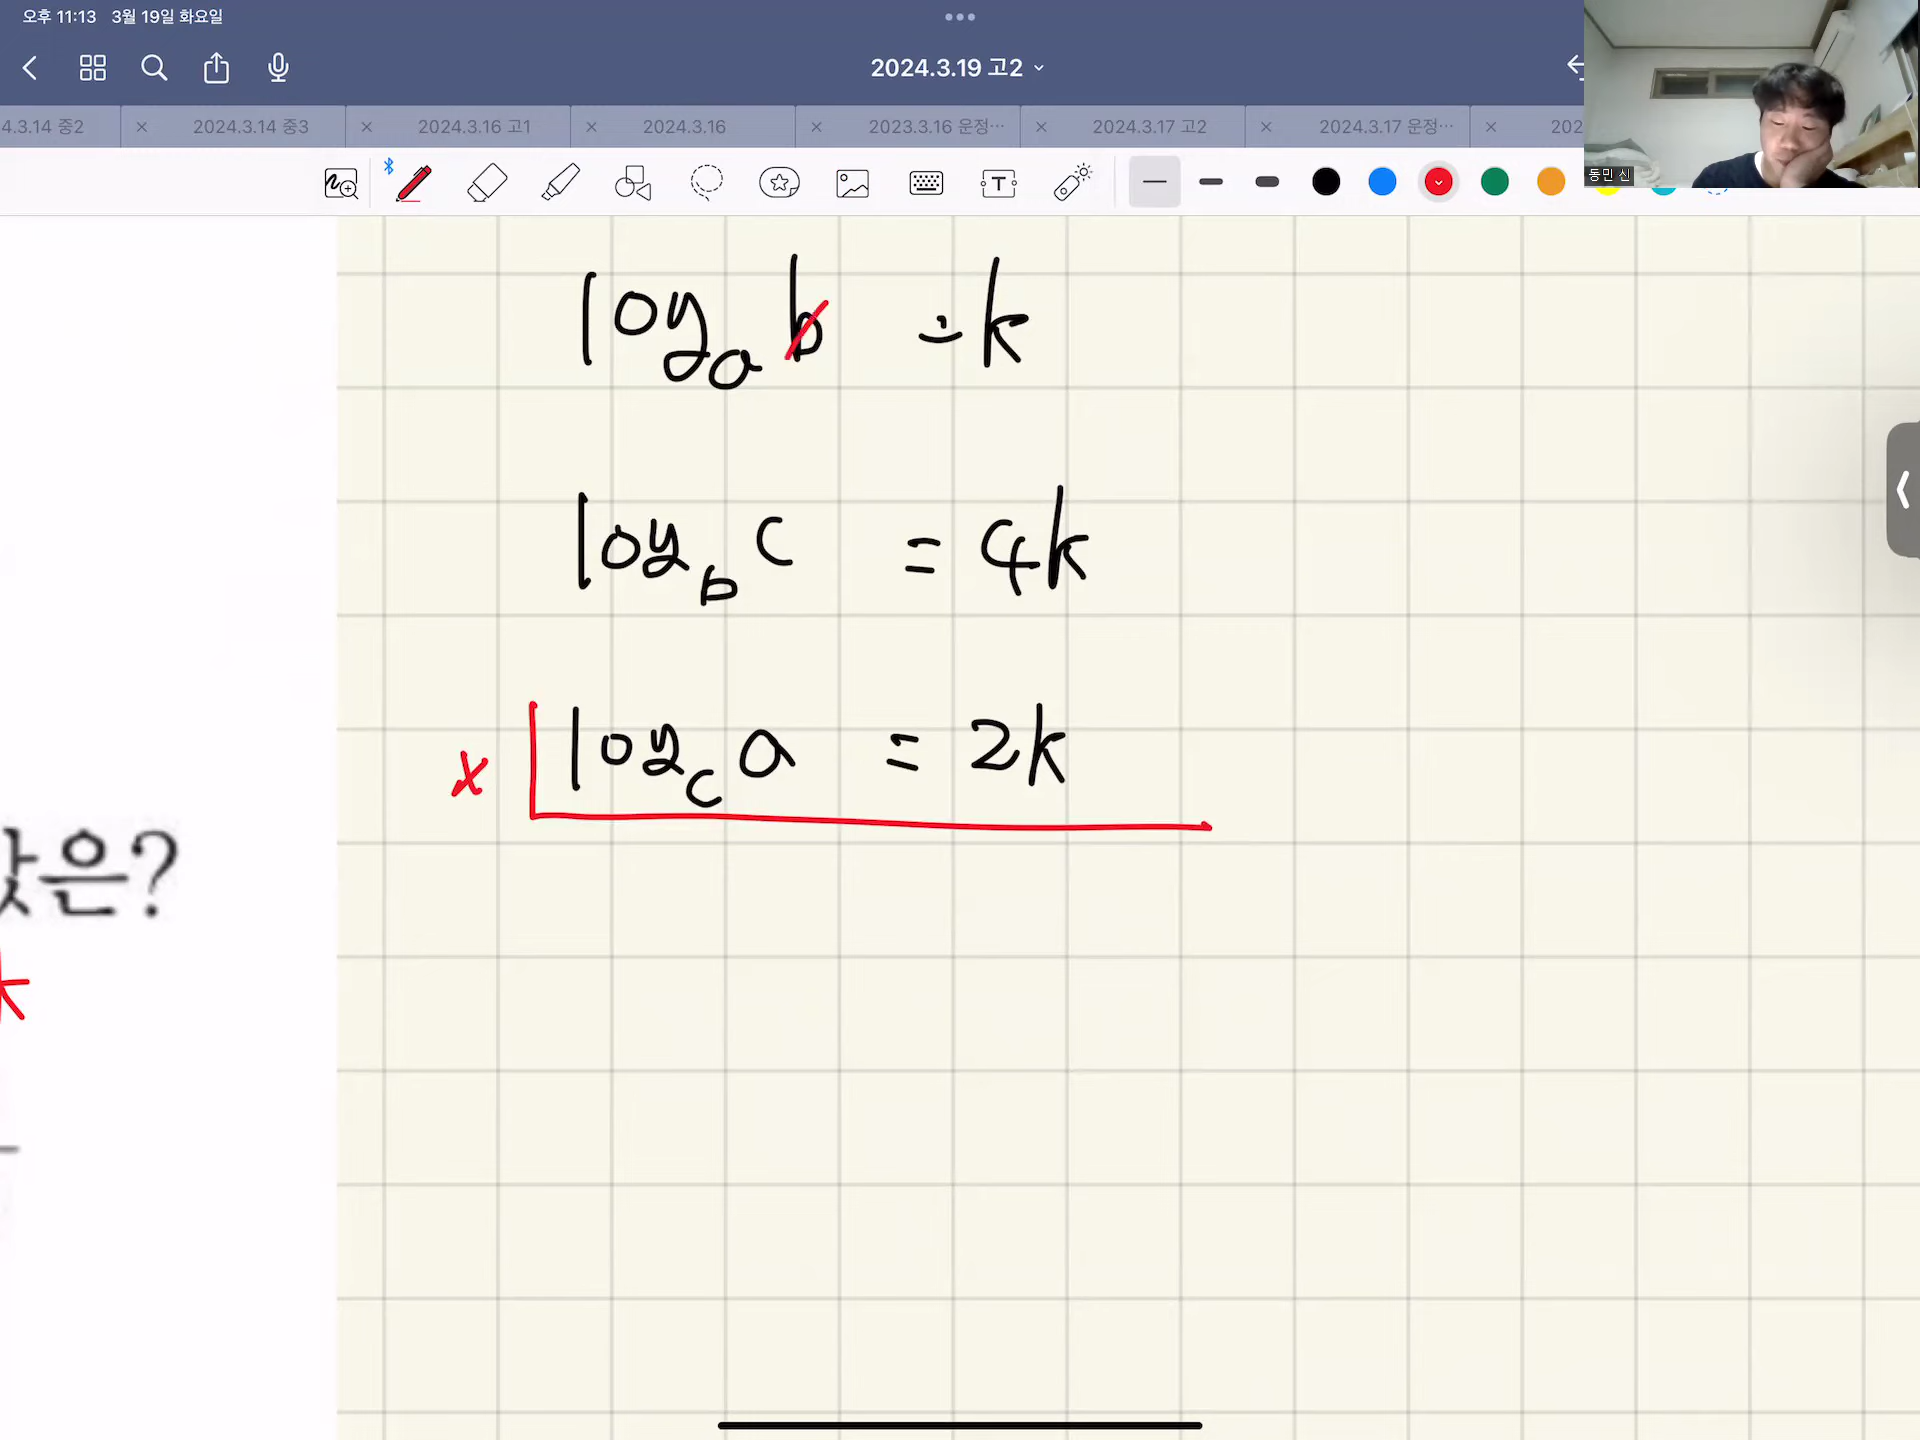 오후 11:13 3월 19일 화요일
2024.3.19 고2
4.3.14 중2
2024.3.14 중3
2024.3.16 고1
2024.3.16
2023.3.16 운정…
2024.3.17 고2
2024.3.17 운정…
202
동민 신
log_a b = k
log_b c = 4k
x log_c a = 2k
은?